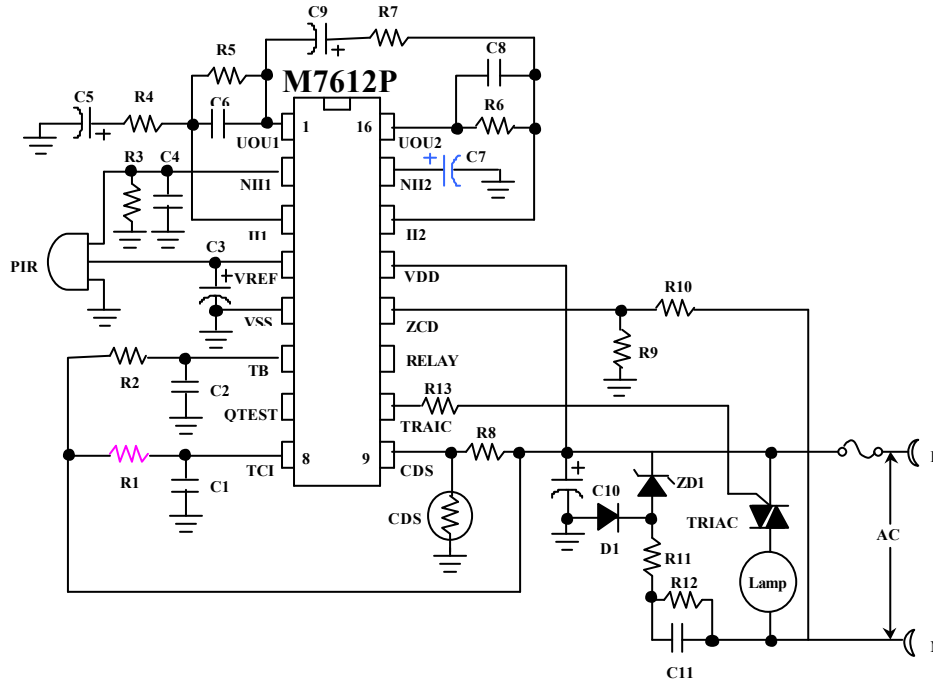 C9
R7
R5
C8
M7612P
C5
R4
C6
R6
1
16
UOU1
UOU2
R3
C4
+
C7
NII1
NII2
II1
II2
PIR
C3
+
VREF
VDD
R10
VSS
ZCD
R9
R2
TB
RELAY
C2
R13
QTEST
TRAIC
R8
R1
TCI
8
9
CDS
C1
+
C10
ZD1
CDS
TRIAC
AC
D1
R11
R12
Lamp
C11
+
+